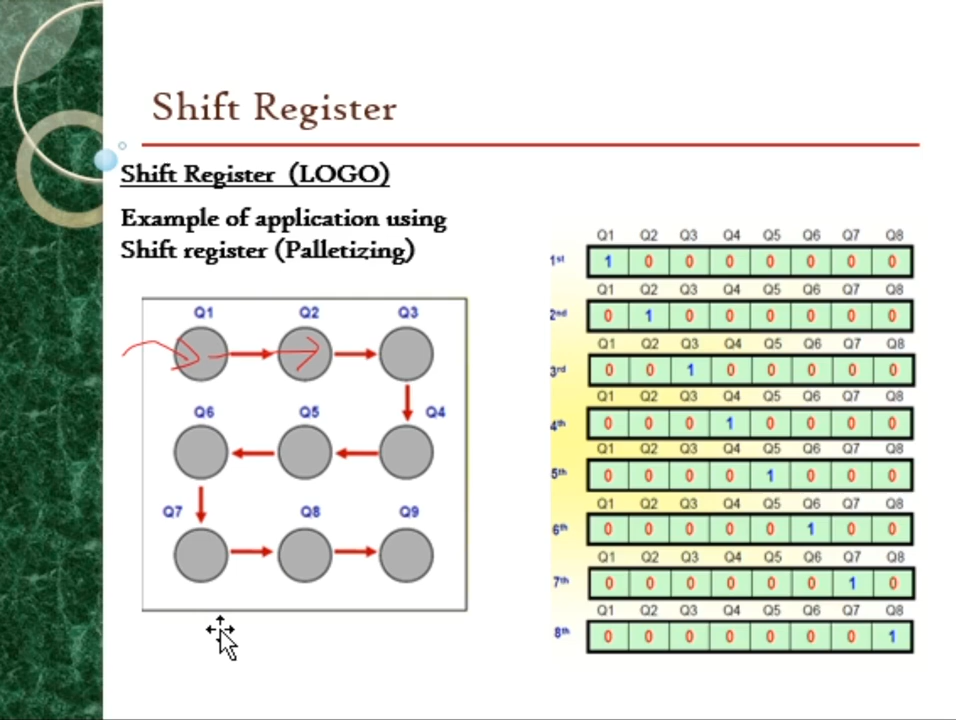 Shift Register
Shift Register (LOGO)
Example of application using
Shift register (Palletizing)
Q1 Q2 Q3
Q6 Q5 Q4
Q7 Q8 Q9
Q1 Q2 Q3 Q4 Q5 Q6 Q7 Q8
1st 1 0 0 0 0 0 0 0
Q1 Q2 Q3 Q4 Q5 Q6 Q7 Q8
2nd 0 1 0 0 0 0 0 0
Q1 Q2 Q3 Q4 Q5 Q6 Q7 Q8
3rd 0 0 1 0 0 0 0 0
Q1 Q2 Q3 Q4 Q5 Q6 Q7 Q8
4th 0 0 0 1 0 0 0 0
Q1 Q2 Q3 Q4 Q5 Q6 Q7 Q8
5th 0 0 0 0 1 0 0 0
Q1 Q2 Q3 Q4 Q5 Q6 Q7 Q8
6th 0 0 0 0 0 1 0 0
Q1 Q2 Q3 Q4 Q5 Q6 Q7 Q8
7th 0 0 0 0 0 0 1 0
Q1 Q2 Q3 Q4 Q5 Q6 Q7 Q8
8th 0 0 0 0 0 0 0 1